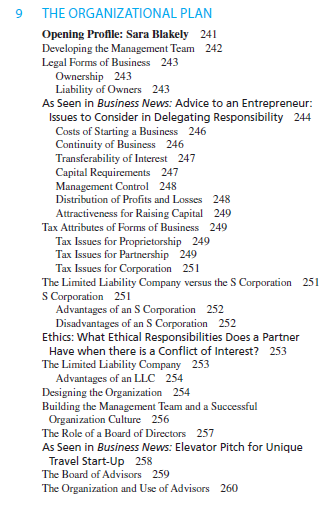 9 THE ORGANIZATIONAL PLAN
Opening Profile: Sara Blakely 241
Developing the Management Team 242
Legal Forms of Business 243
Ownership 243
Liability of Owners 243
As Seen in Business News: Advice to an Entrepreneur:
Issues to Consider in Delegating Responsibility 244
Costs of Starting a Business 246
Continuity of Business 246
Transferability of Interest 247
Capital Requirements 247
Management Control 248
Distribution of Profits and Losses 248
Attractiveness for Raising Capital 249
Tax Attributes of Forms of Business 249
Tax Issues for Proprietorship 249
Tax Issues for Partnership 249
Tax Issues for Corporation 251
The Limited Liability Company versus the S Corporation 251
S Corporation 251
Advantages of an S Corporation 252
Disadvantages of an S Corporation 252
Ethics: What Ethical Responsibilities Does a Partner
Have when there is a Conflict of Interest? 253
The Limited Liability Company 253
Advantages of an LLC 254
Designing the Organization 254
Building the Management Team and a Successful
Organization Culture 256
The Role of a Board of Directors 257
As Seen in Business News: Elevator Pitch for Unique
Travel Start-Up 258
The Board of Advisors 259
The Organization and Use of Advisors 260